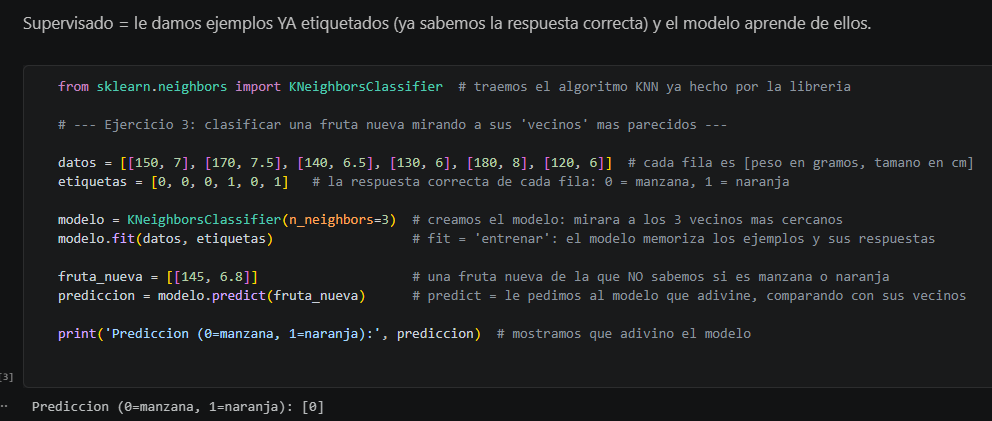 Supervisado = le damos ejemplos YA etiquetados (ya sabemos la respuesta correcta) y el modelo aprende de ellos.
from sklearn.neighbors import KNeighborsClassifier  # traemos el algoritmo KNN ya hecho por la libreria
# --- Ejercicio 3: clasificar una fruta nueva mirando a sus 'vecinos' mas parecidos ---
datos = [[150, 7], [170, 7.5], [140, 6.5], [130, 6], [180, 8], [120, 6]]  # cada fila es [peso en gramos, tamano en cm]
etiquetas = [0, 0, 0, 1, 0, 1]   # la respuesta correcta de cada fila: 0 = manzana, 1 = naranja
modelo = KNeighborsClassifier(n_neighbors=3)  # creamos el modelo: mirara a los 3 vecinos mas cercanos
modelo.fit(datos, etiquetas)                  # fit = 'entrenar': el modelo memoriza los ejemplos y sus respuestas
fruta_nueva = [[145, 6.8]]                    # una fruta nueva de la que NO sabemos si es manzana o naranja
prediccion = modelo.predict(fruta_nueva)      # predict = le pedimos al modelo que adivine, comparando con sus vecinos
print('Prediccion (0=manzana, 1=naranja):', prediccion)  # mostramos que adivino el modelo
[3]
Prediccion (0=manzana, 1=naranja): [0]